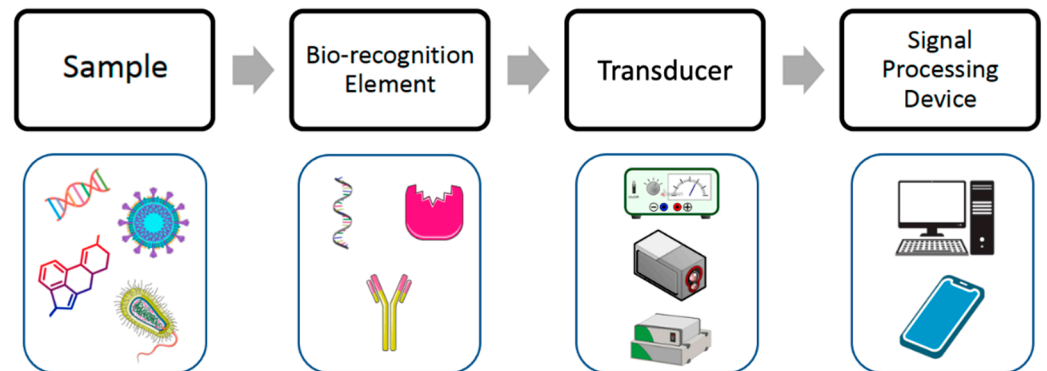 Sample
Bio-recognition
Element
Transducer
Signal
Processing
Device